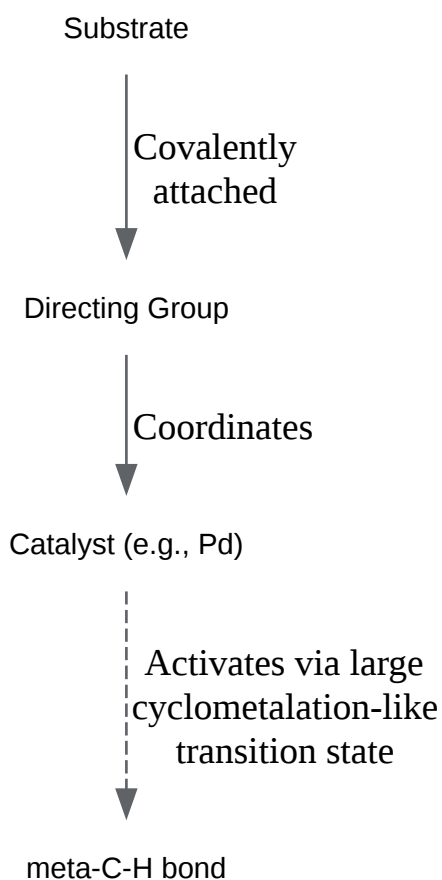 Substrate
Covalently
attached
Directing Group
Coordinates
Catalyst (e.g., Pd)
Activates via large
cyclometalation-like
transition state
meta-C-H bond